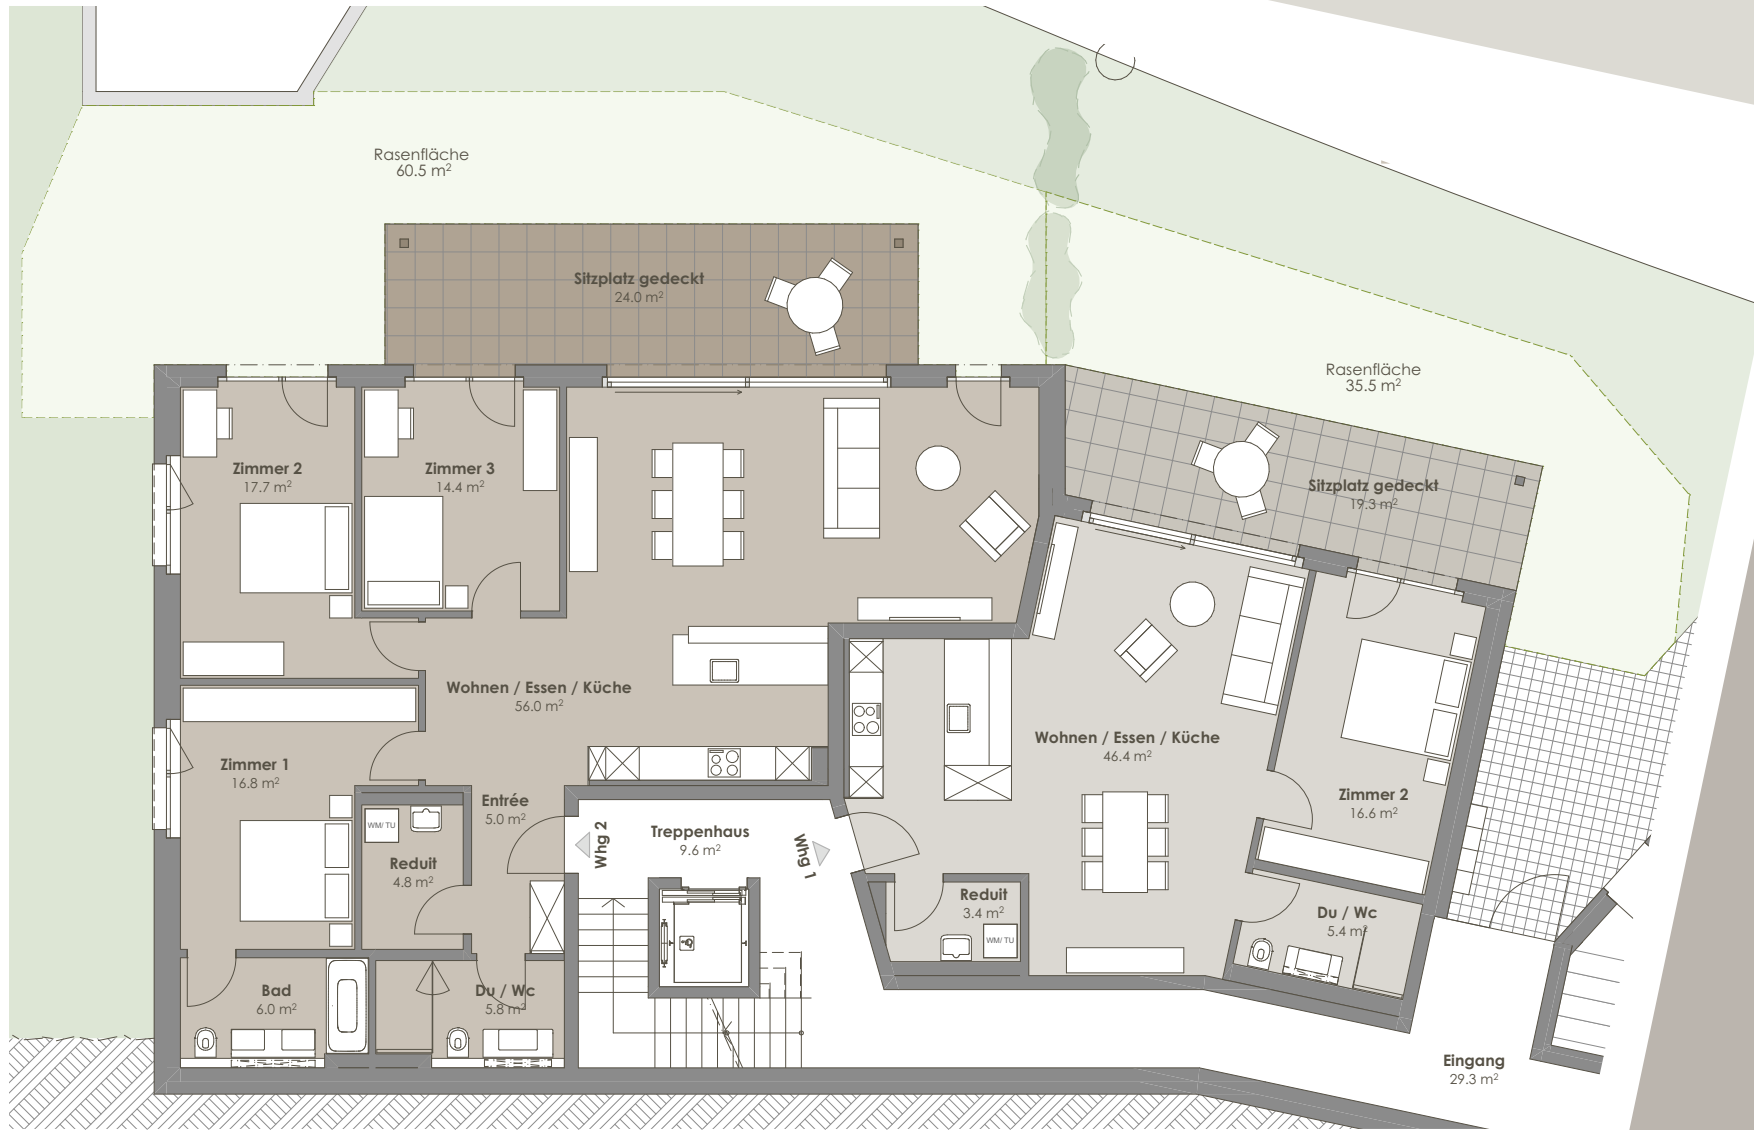 Rasenfläche
60.5 m²
Sitzplatz gedeckt
24.0 m²
Rasenfläche
35.5 m²
Sitzplatz gedeckt
19.3 m²
Zimmer 2
17.7 m²
Zimmer 3
14.4 m²
Wohnen / Essen / Küche
56.0 m²
Wohnen / Essen / Küche
46.4 m²
Zimmer 1
16.8 m²
Zimmer 2
16.6 m²
Entrée
5.0 m²
Whg 2
Treppenhaus
9.6 m²
Whg 1
WM/ TU
Reduit
4.8 m²
Reduit
3.4 m²
WM/ TU
Du / Wc
5.4 m²
Bad
6.0 m²
Du / Wc
5.8 m²
Eingang
29.3 m²